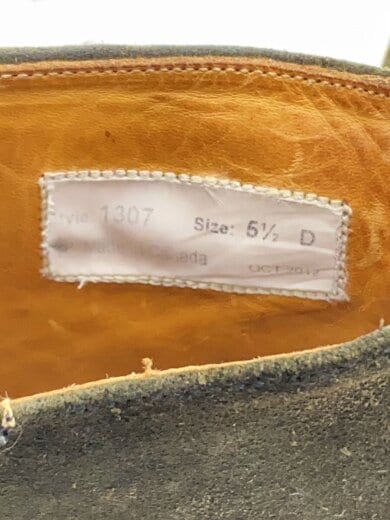 Style 1307 Size: 5½ D
Made in Canada OCT 2012